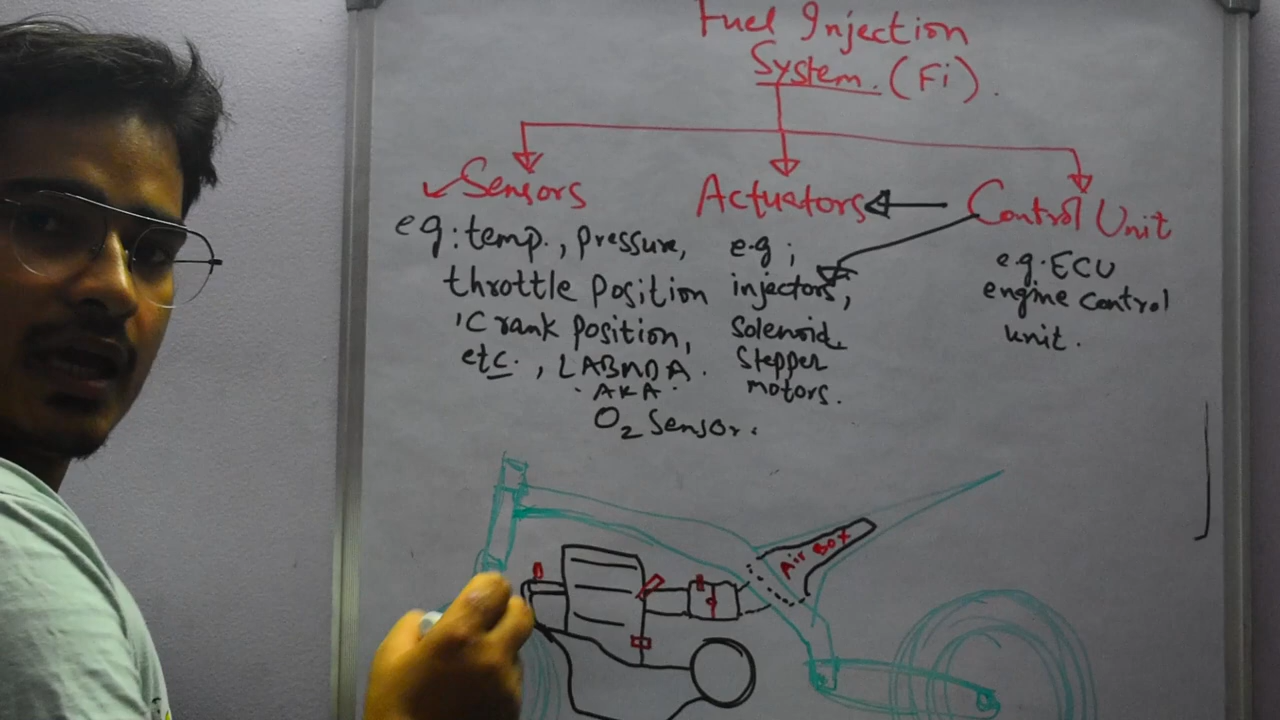 Fuel Injection
System. (Fi).
Sensors
e.g: temp., pressure,
throttle position
Crank position,
etc., LABNDA.
AKA
O2 Sensor.
Actuators
e.g;
injectors,
Solenoid,
Stepper
motors.
Control Unit
e.g. ECU
engine control
unit.
Air Box